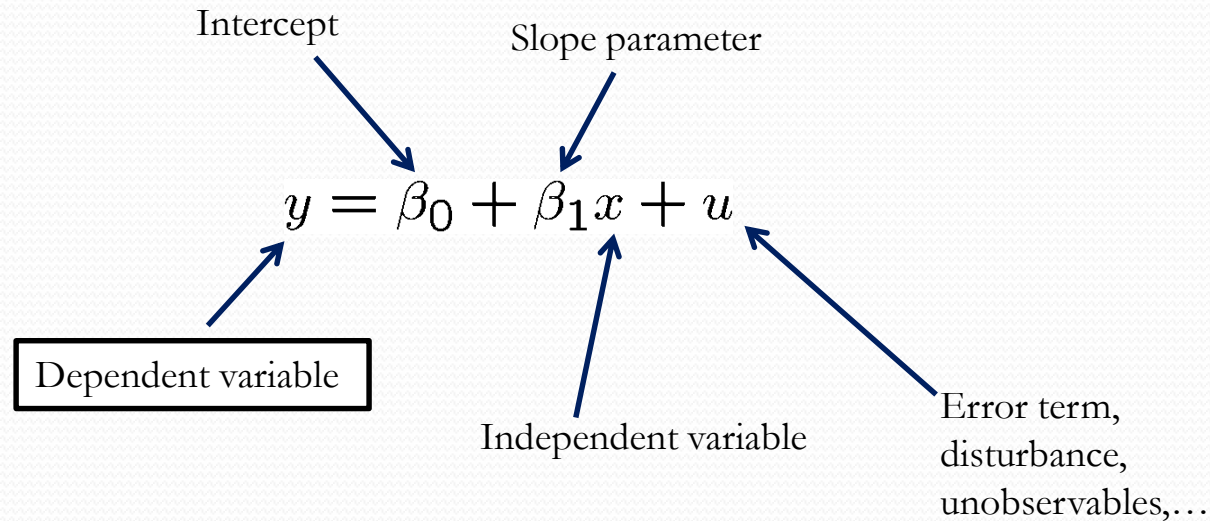 Intercept
Slope parameter
y = β₀ + β₁x + u
Dependent variable
Independent variable
Error term,
disturbance,
unobservables,…